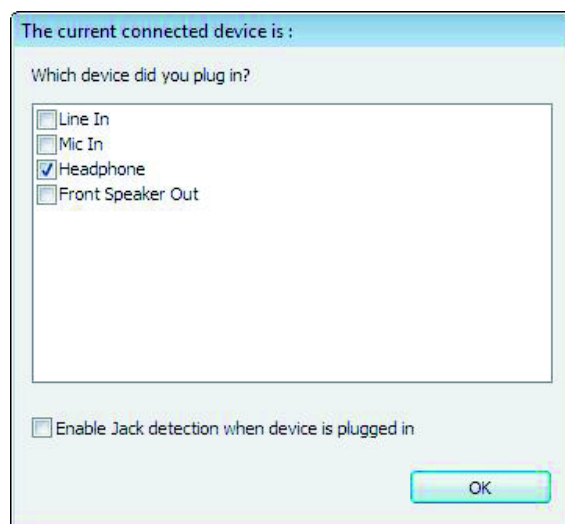 The current connected device is :
Which device did you plug in?
Line In
Mic In
Headphone
Front Speaker Out
Enable Jack detection when device is plugged in
OK